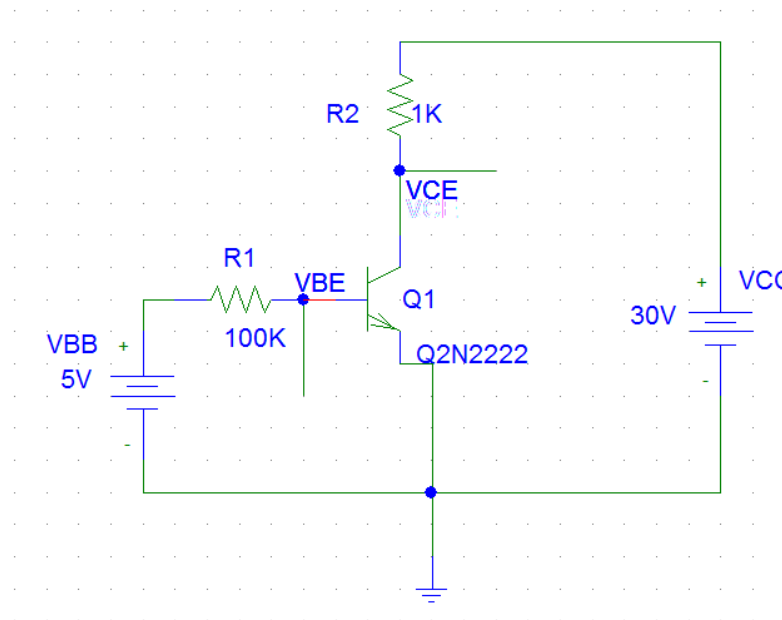 R2
1K
VCE
R1
VBE
VCC
Q1
30V
100K
VBB
Q2N2222
5V
+
-
+
-